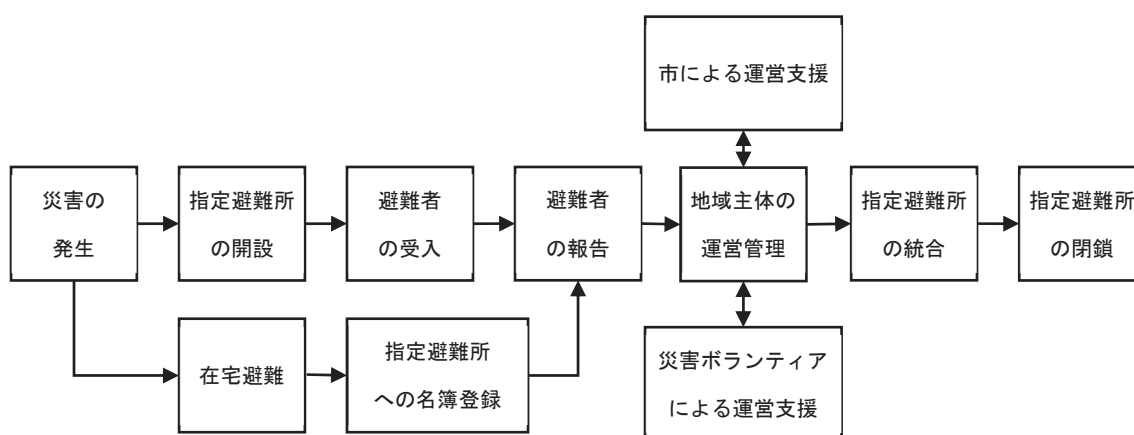 市による運営支援
災害の
発生
指定避難所
の開設
避難者
の受入
避難者
の報告
地域主体の
運営管理
指定避難所
の統合
指定避難所
の閉鎖
在宅避難
指定避難所
への名簿登録
災害ボランティア
による運営支援